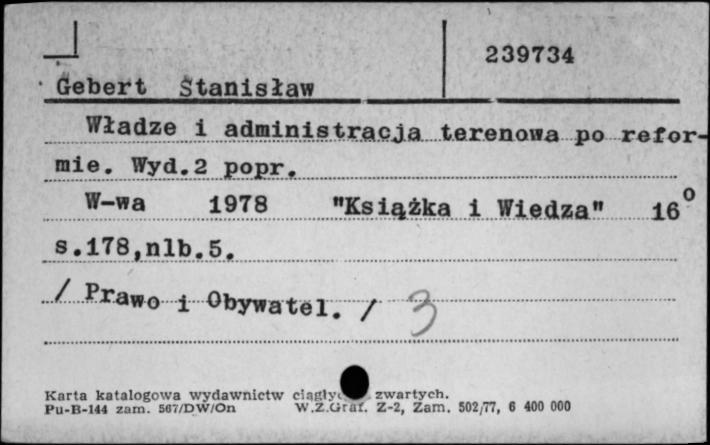 239734
Gebert Stanisław
Władze i administracja terenowa po refor-
mie. Wyd.2 popr.
W-wa 1978 "Książka i Wiedza" 16°
s.178,nlb.5.
/ Prawo i Obywatel. / 3
Karta katalogowa wydawnictw zwartych.
Pu-B-144 zam. 567/DW/On W.Z.Graf. Z-2, Zam. 502/77, 6 400 000